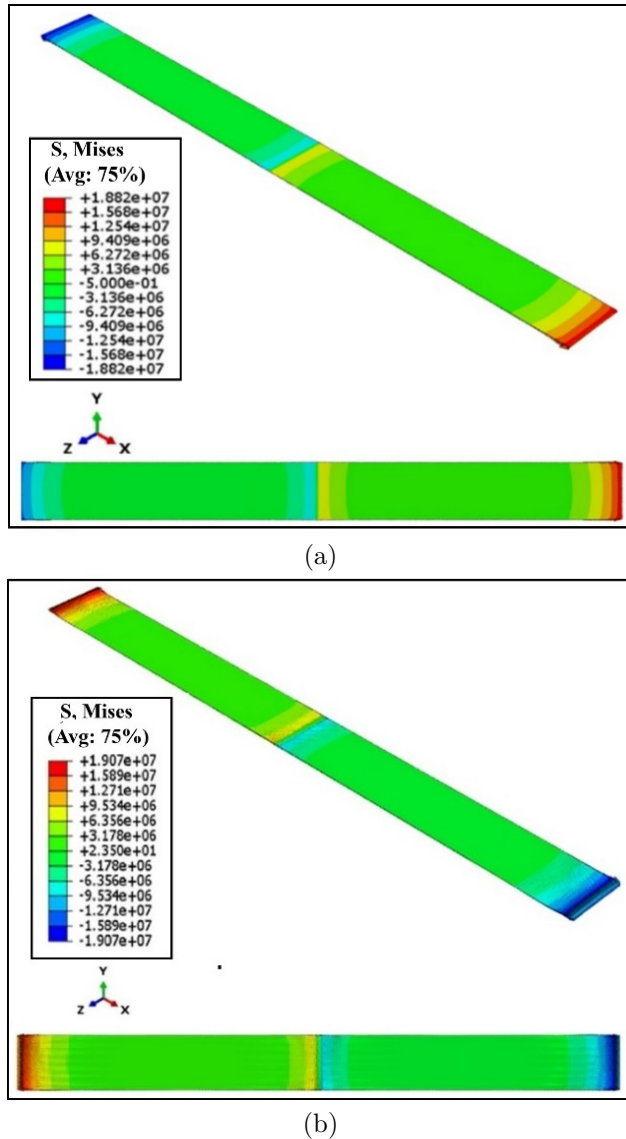 S, Mises
(Avg: 75%)
+1.882e+07
+1.568e+07
+1.254e+07
+9.409e+06
+6.272e+06
+3.136e+06
-5.000e-01
-3.136e+06
-6.272e+06
-9.409e+06
-1.254e+07
-1.568e+07
-1.882e+07
Y
Z X
(a)
S, Mises
(Avg: 75%)
+1.907e+07
+1.589e+07
+1.271e+07
+9.534e+06
+6.356e+06
+3.178e+06
+2.350e+01
-3.178e+06
-6.356e+06
-9.534e+06
-1.271e+07
-1.589e+07
-1.907e+07
Y
Z X
(b)